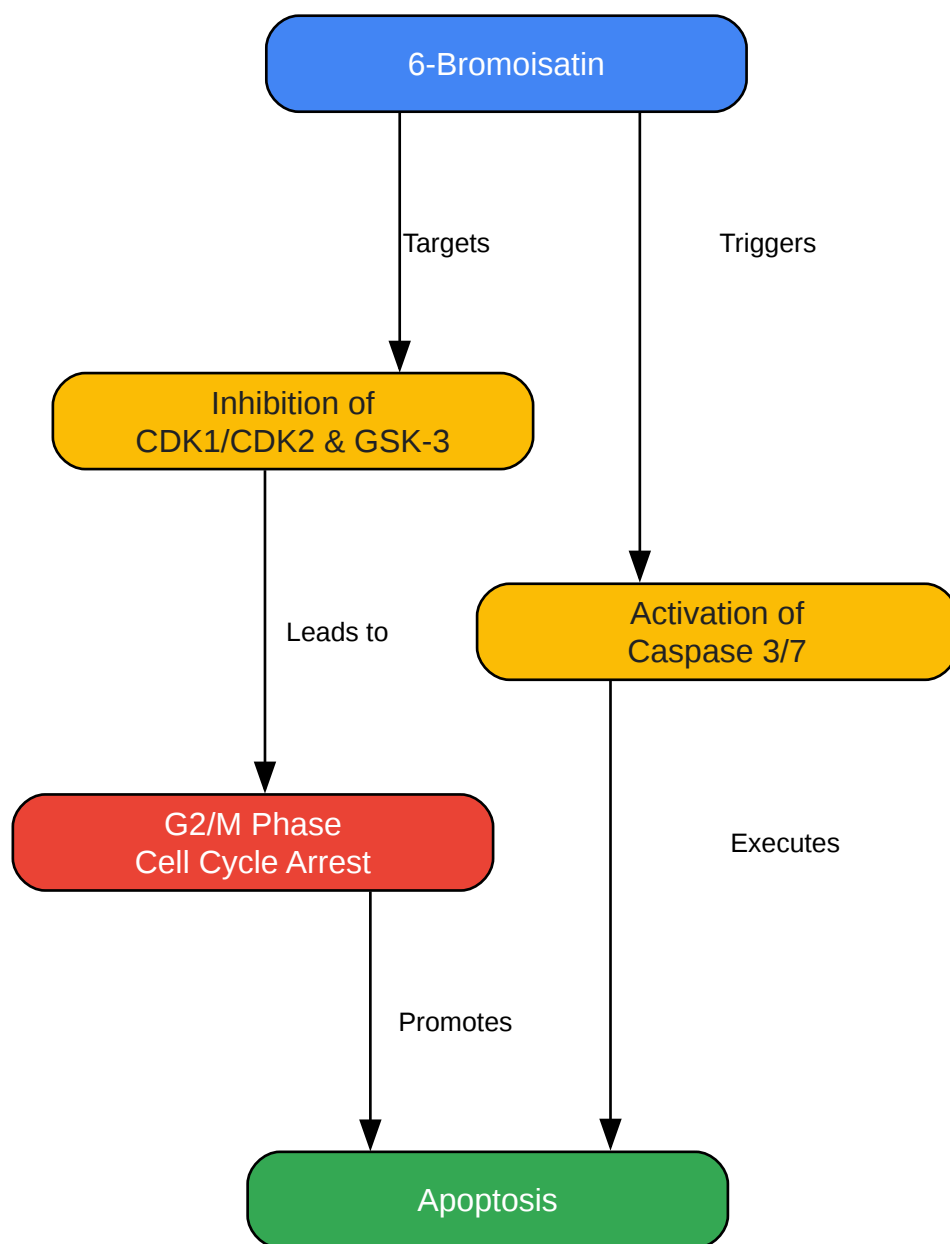 6-Bromoisatin
Targets
Triggers
Inhibition of
CDK1/CDK2 & GSK-3
Leads to
Activation of
Caspase 3/7
G2/M Phase
Cell Cycle Arrest
Executes
Promotes
Apoptosis